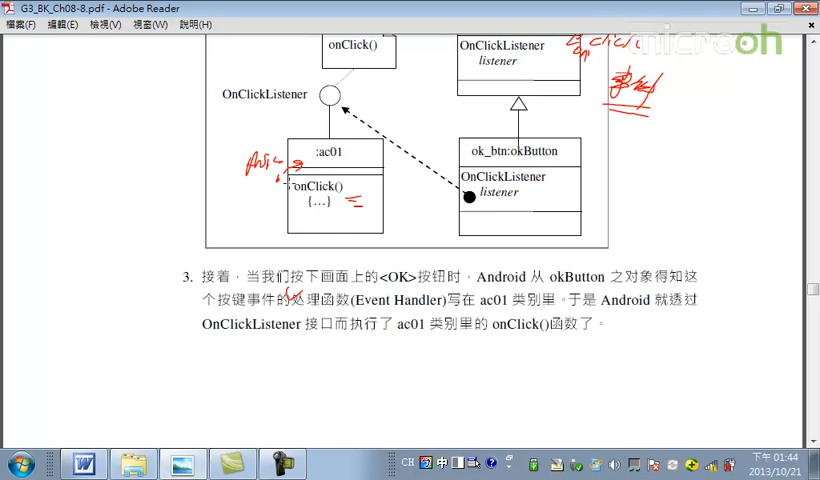 G3_BK_Ch08-8.pdf - Adobe Reader
檔案(F) 編輯(E) 檢視(V) 視窗(W) 說明(H)
microoh
onClick()
OnClickListener
listener
click
事件
OnClickListener
:ac01
ok_btn:okButton
onClick()
{…}
OnClickListener
listener
3. 接着，当我们按下画面上的<OK>按钮时，Android 从 okButton 之对象得知这
个按键事件的处理函数(Event Handler)写在 ac01 类别里。于是 Android 就透过
OnClickListener 接口而执行了 ac01 类别里的 onClick()函数了。
CH 中
下午 01:44
2013/10/21